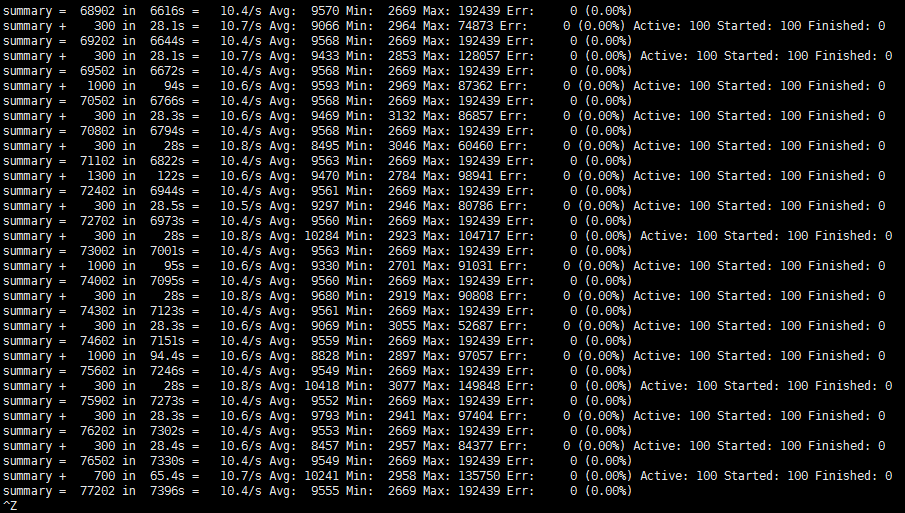 summary =  68902 in  6616s =   10.4/s Avg:  9570 Min:  2669 Max: 192439 Err:     0 (0.00%)
summary +    300 in  28.1s =   10.7/s Avg:  9066 Min:  2964 Max: 74873 Err:     0 (0.00%) Active: 100 Started: 100 Finished: 0
summary =  69202 in  6644s =   10.4/s Avg:  9568 Min:  2669 Max: 192439 Err:     0 (0.00%)
summary +    300 in  28.1s =   10.7/s Avg:  9433 Min:  2853 Max: 128057 Err:     0 (0.00%) Active: 100 Started: 100 Finished: 0
summary =  69502 in  6672s =   10.4/s Avg:  9568 Min:  2669 Max: 192439 Err:     0 (0.00%)
summary +   1000 in    94s =   10.6/s Avg:  9593 Min:  2969 Max: 87362 Err:     0 (0.00%) Active: 100 Started: 100 Finished: 0
summary =  70502 in  6766s =   10.4/s Avg:  9568 Min:  2669 Max: 192439 Err:     0 (0.00%)
summary +    300 in  28.3s =   10.6/s Avg:  9469 Min:  3132 Max: 86857 Err:     0 (0.00%) Active: 100 Started: 100 Finished: 0
summary =  70802 in  6794s =   10.4/s Avg:  9568 Min:  2669 Max: 192439 Err:     0 (0.00%)
summary +    300 in    28s =   10.8/s Avg:  8495 Min:  3046 Max: 60460 Err:     0 (0.00%) Active: 100 Started: 100 Finished: 0
summary =  71102 in  6822s =   10.4/s Avg:  9563 Min:  2669 Max: 192439 Err:     0 (0.00%)
summary +   1300 in   122s =   10.6/s Avg:  9470 Min:  2784 Max: 98941 Err:     0 (0.00%) Active: 100 Started: 100 Finished: 0
summary =  72402 in  6944s =   10.4/s Avg:  9561 Min:  2669 Max: 192439 Err:     0 (0.00%)
summary +    300 in  28.5s =   10.5/s Avg:  9297 Min:  2946 Max: 80786 Err:     0 (0.00%) Active: 100 Started: 100 Finished: 0
summary =  72702 in  6973s =   10.4/s Avg:  9560 Min:  2669 Max: 192439 Err:     0 (0.00%)
summary +    300 in    28s =   10.8/s Avg: 10284 Min:  2923 Max: 104717 Err:     0 (0.00%) Active: 100 Started: 100 Finished: 0
summary =  73002 in  7001s =   10.4/s Avg:  9563 Min:  2669 Max: 192439 Err:     0 (0.00%)
summary +   1000 in    95s =   10.6/s Avg:  9330 Min:  2701 Max: 91031 Err:     0 (0.00%) Active: 100 Started: 100 Finished: 0
summary =  74002 in  7095s =   10.4/s Avg:  9560 Min:  2669 Max: 192439 Err:     0 (0.00%)
summary +    300 in    28s =   10.8/s Avg:  9680 Min:  2919 Max: 90808 Err:     0 (0.00%) Active: 100 Started: 100 Finished: 0
summary =  74302 in  7123s =   10.4/s Avg:  9561 Min:  2669 Max: 192439 Err:     0 (0.00%)
summary +    300 in  28.3s =   10.6/s Avg:  9069 Min:  3055 Max: 52687 Err:     0 (0.00%) Active: 100 Started: 100 Finished: 0
summary =  74602 in  7151s =   10.4/s Avg:  9559 Min:  2669 Max: 192439 Err:     0 (0.00%)
summary +   1000 in  94.4s =   10.6/s Avg:  8828 Min:  2897 Max: 97057 Err:     0 (0.00%) Active: 100 Started: 100 Finished: 0
summary =  75602 in  7246s =   10.4/s Avg:  9549 Min:  2669 Max: 192439 Err:     0 (0.00%)
summary +    300 in    28s =   10.8/s Avg: 10418 Min:  3077 Max: 149848 Err:     0 (0.00%) Active: 100 Started: 100 Finished: 0
summary =  75902 in  7273s =   10.4/s Avg:  9552 Min:  2669 Max: 192439 Err:     0 (0.00%)
summary +    300 in  28.3s =   10.6/s Avg:  9793 Min:  2941 Max: 97404 Err:     0 (0.00%) Active: 100 Started: 100 Finished: 0
summary =  76202 in  7302s =   10.4/s Avg:  9553 Min:  2669 Max: 192439 Err:     0 (0.00%)
summary +    300 in  28.4s =   10.6/s Avg:  8457 Min:  2957 Max: 84377 Err:     0 (0.00%) Active: 100 Started: 100 Finished: 0
summary =  76502 in  7330s =   10.4/s Avg:  9549 Min:  2669 Max: 192439 Err:     0 (0.00%)
summary +    700 in  65.4s =   10.7/s Avg: 10241 Min:  2958 Max: 135750 Err:     0 (0.00%) Active: 100 Started: 100 Finished: 0
summary =  77202 in  7396s =   10.4/s Avg:  9555 Min:  2669 Max: 192439 Err:     0 (0.00%)
^Z